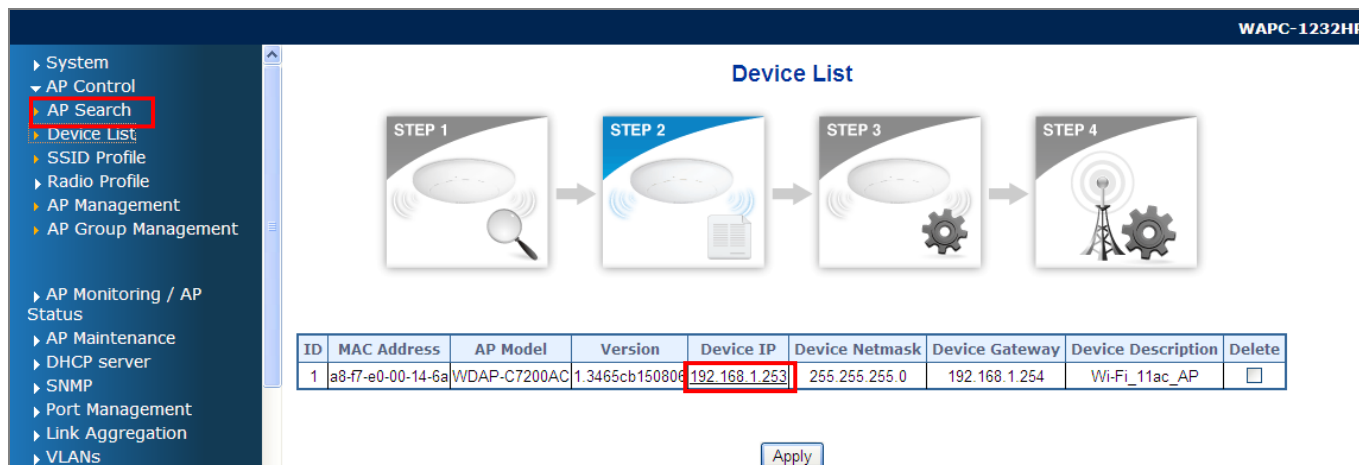 WAPC-1232HP
System
AP Control
AP Search
Device List
SSID Profile
Radio Profile
AP Management
AP Group Management
AP Monitoring / AP
Status
AP Maintenance
DHCP server
SNMP
Port Management
Link Aggregation
VLANs
Device List
STEP 1 STEP 2 STEP 3 STEP 4
ID MAC Address AP Model Version Device IP Device Netmask Device Gateway Device Description Delete
1 a8-f7-e0-00-14-6a WDAP-C7200AC 1.3465cb150806 192.168.1.253 255.255.255.0 192.168.1.254 Wi-Fi_11ac_AP
Apply